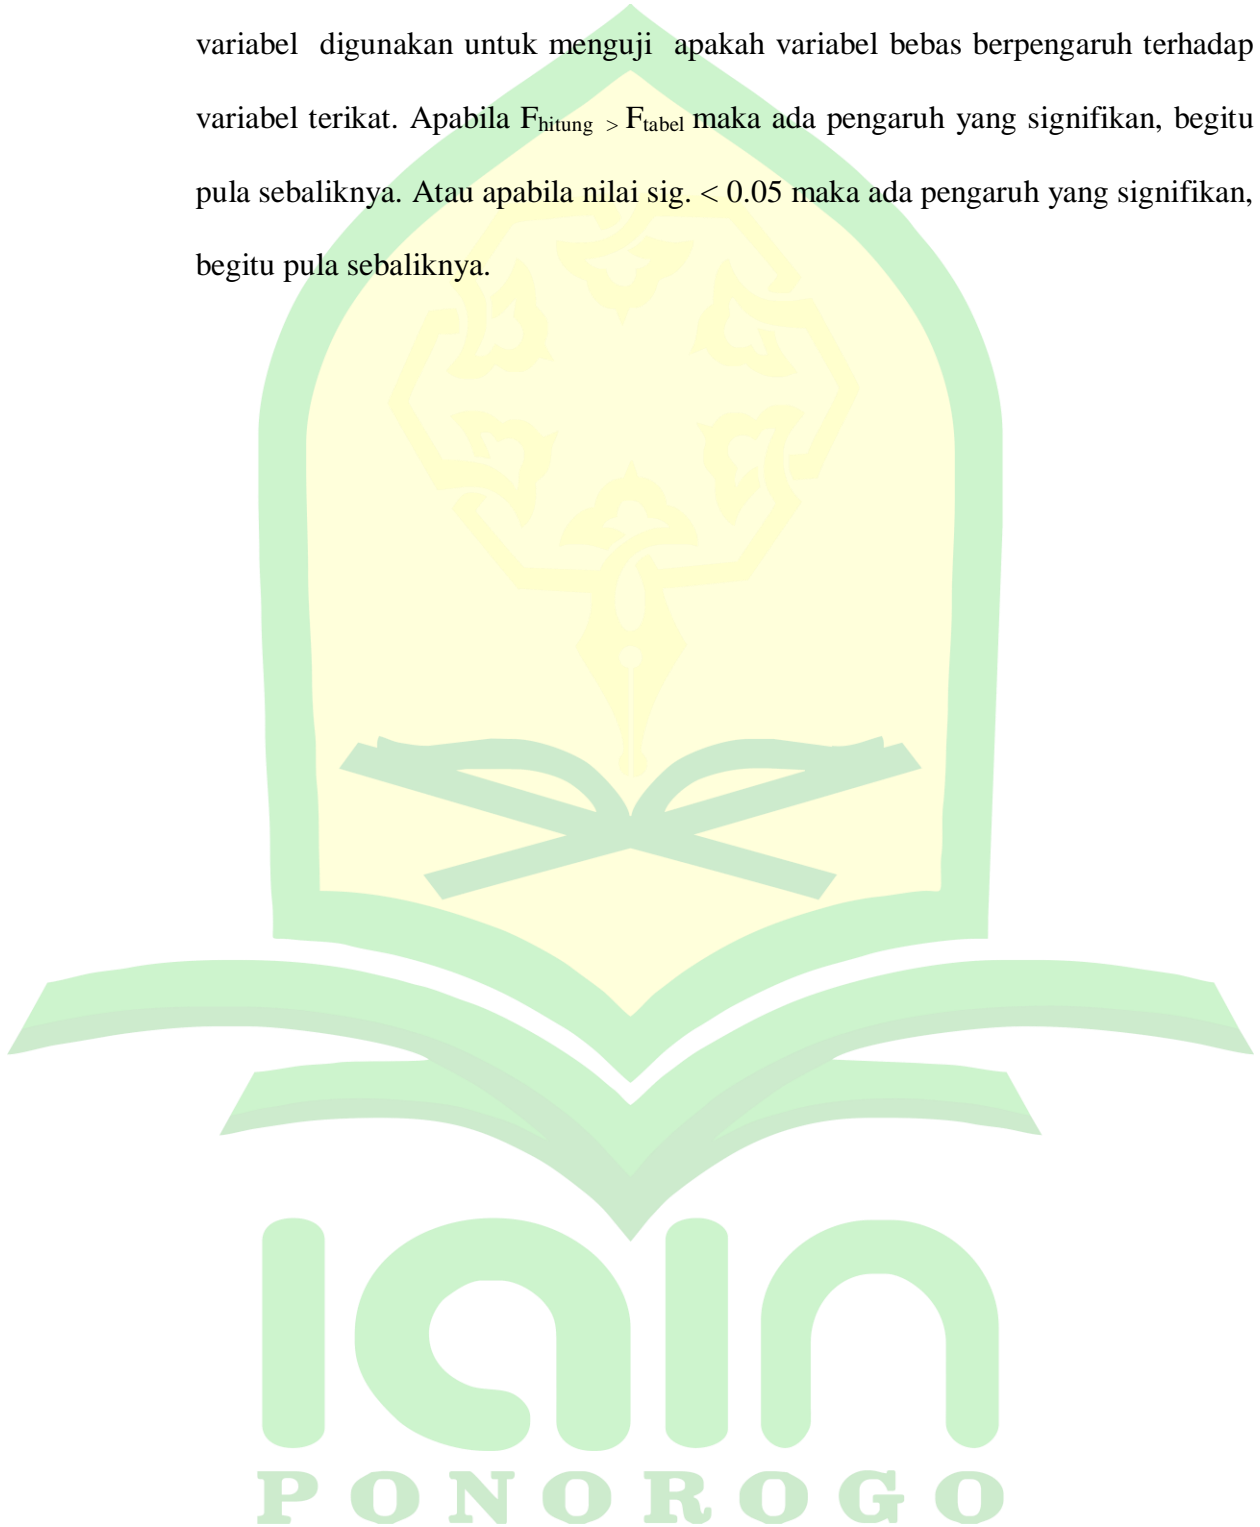 variabel digunakan untuk menguji apakah variabel bebas berpengaruh terhadap
variabel terikat. Apabila Fhitung > Ftabel maka ada pengaruh yang signifikan, begitu
pula sebaliknya. Atau apabila nilai sig. < 0.05 maka ada pengaruh yang signifikan,
begitu pula sebaliknya.
IAIN
PONOROGO